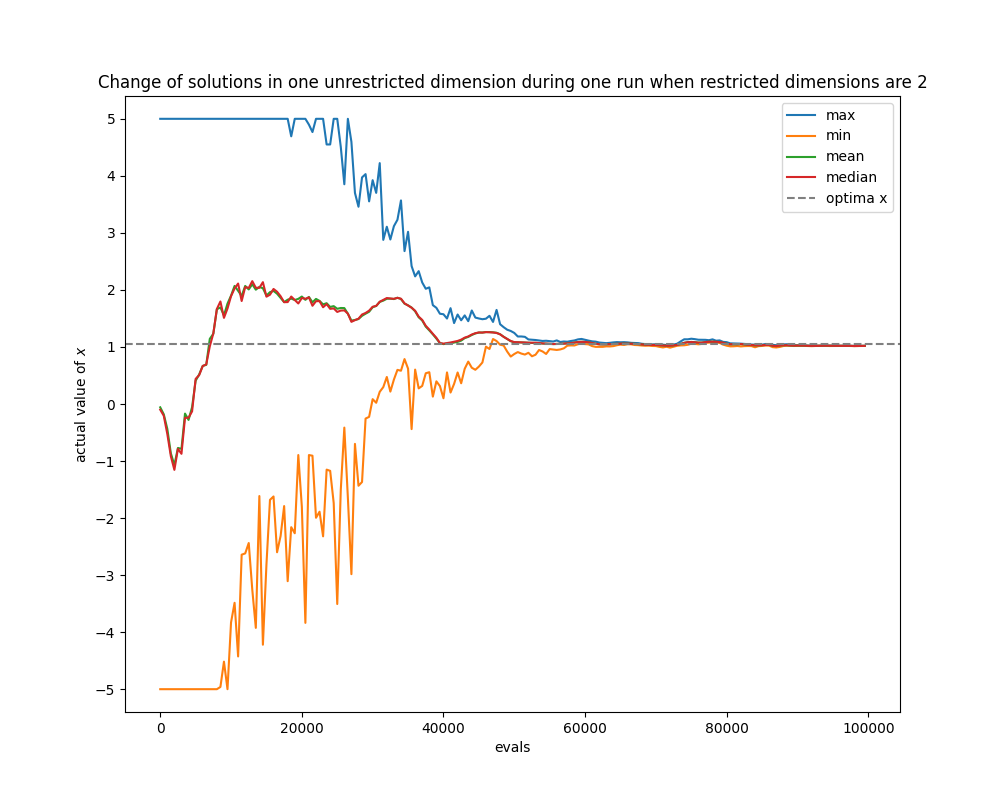 Change of solutions in one unrestricted dimension during one run when restricted dimensions are 2
max
min
mean
median
optima x
actual value of x
5
4
3
2
1
0
−1
−2
−3
−4
−5
0
20000
40000
60000
80000
100000
evals